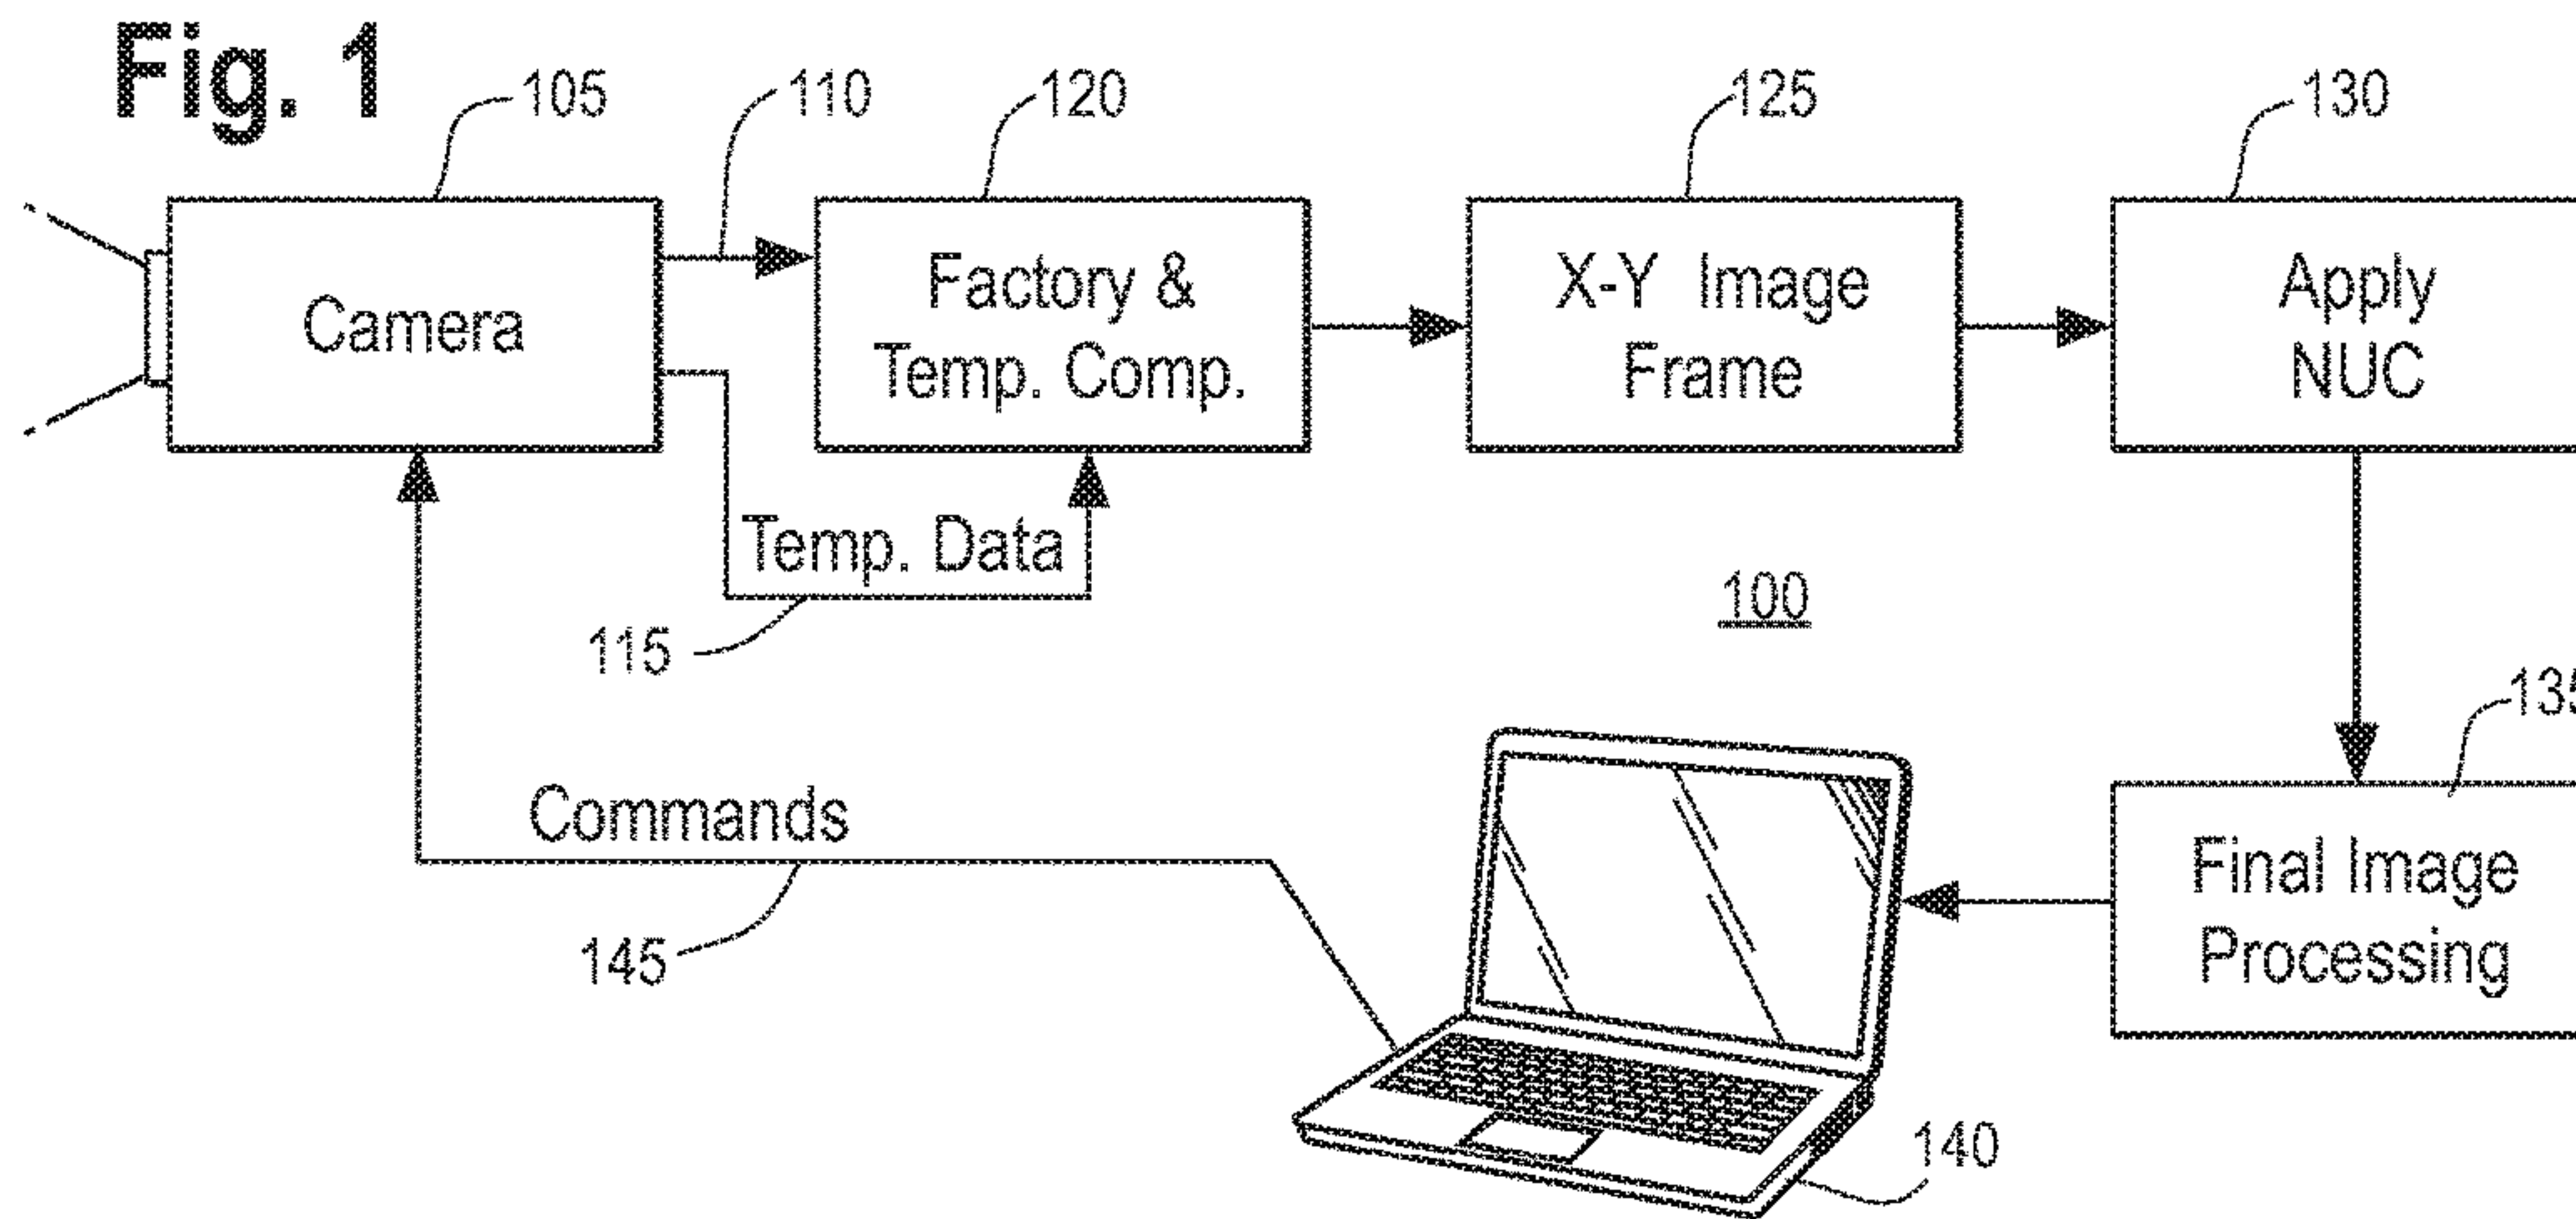 Fig. 1
105
110
120
125
130
Camera
Factory &
Temp. Comp.
X-Y Image
Frame
Apply
NUC
Temp. Data
115
100
135
Commands
145
Final Image
Processing
140